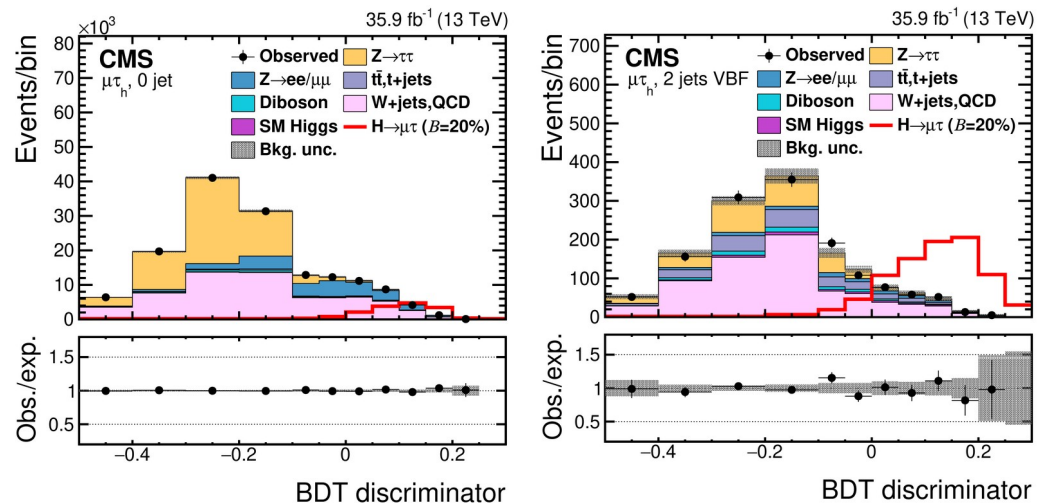 35.9 fb⁻¹ (13 TeV)
×10³
CMS
μτₕ, 0 jet
Observed
Z→ττ
Z→ee/μμ
tt̄,t+jets
Diboson
W+jets,QCD
SM Higgs
H→μτ (B=20%)
Bkg. unc.
Events/bin
80
70
60
50
40
30
20
10
0
Obs./exp.
1.5
1
0.5
−0.4
−0.2
0
0.2
BDT discriminator
35.9 fb⁻¹ (13 TeV)
CMS
μτₕ, 2 jets VBF
Observed
Z→ττ
Z→ee/μμ
tt̄,t+jets
Diboson
W+jets,QCD
SM Higgs
H→μτ (B=20%)
Bkg. unc.
Events/bin
700
600
500
400
300
200
100
0
Obs./exp.
1.5
1
0.5
−0.4
−0.2
0
0.2
BDT discriminator